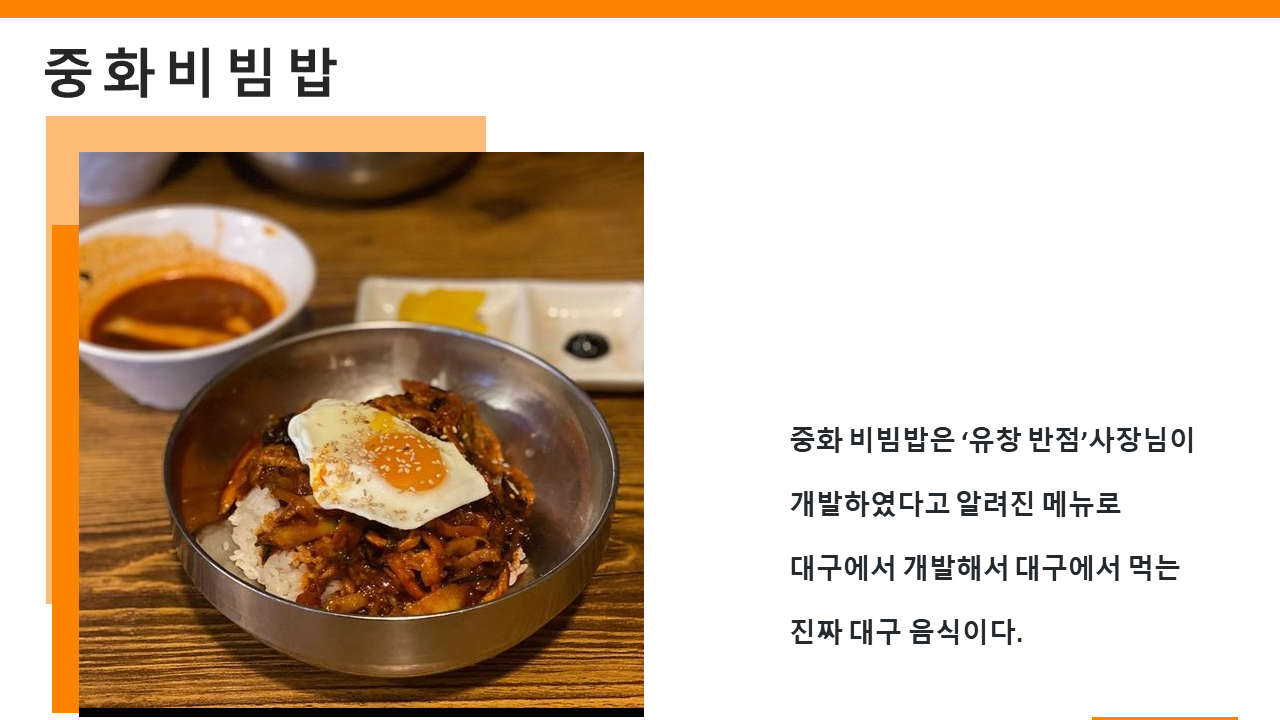 중화비빔밥
중화 비빔밥은 ‘유창 반점’사장님이
개발하였다고 알려진 메뉴로
대구에서 개발해서 대구에서 먹는
진짜 대구 음식이다.